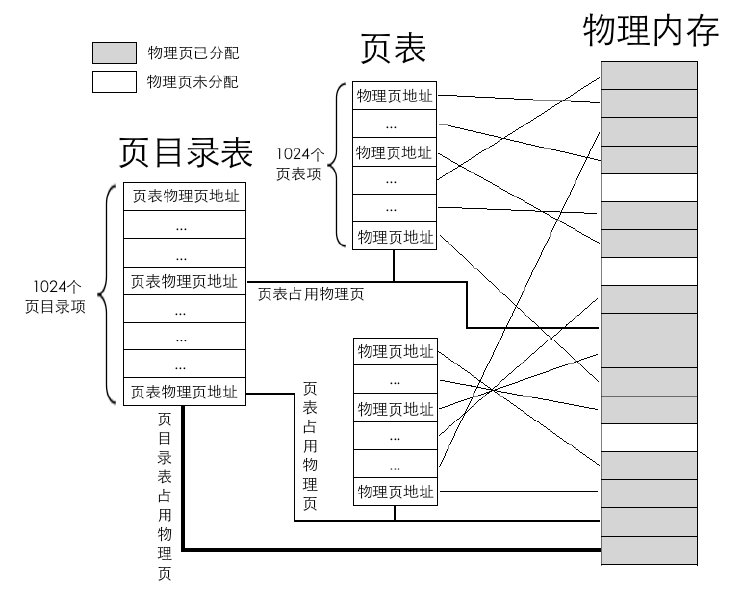 物理内存
页表
物理页已分配
物理页未分配
页目录表
1024个
页表项
物理页地址
...
物理页地址
...
...
物理页地址
1024个
页目录项
页表物理页地址
...
...
页表物理页地址
...
...
...
页表物理页地址
页表占用物理页
物理页地址
...
物理页地址
...
...
物理页地址
页表占用物理页
页目录表占用物理页